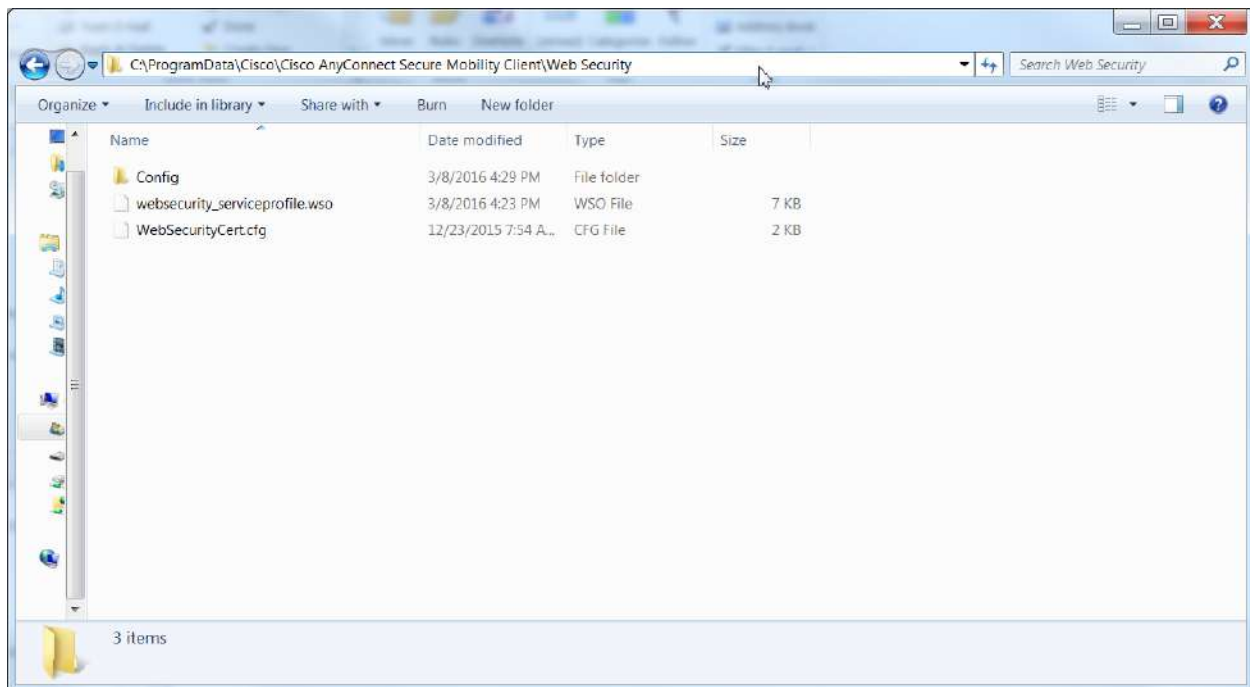 C:\ProgramData\Cisco\Cisco AnyConnect Secure Mobility Client\Web Security
Search Web Security
Organize Include in library Share with Burn New folder
Name Date modified Type Size
Config 3/8/2016 4:29 PM File folder
websecurity_serviceprofile.wso 3/8/2016 4:23 PM WSO File 7 KB
WebSecurityCert.cfg 12/23/2015 7:54 A... CFG File 2 KB
3 items